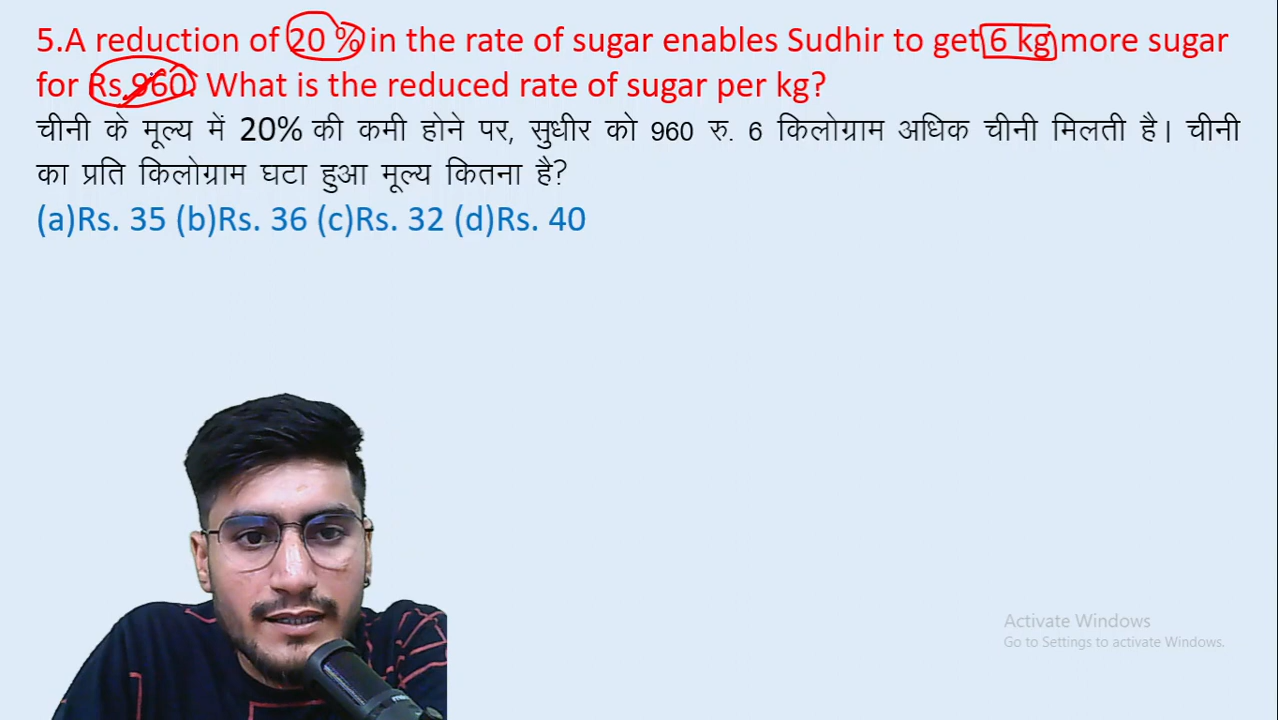 5.A reduction of 20 % in the rate of sugar enables Sudhir to get 6 kg more sugar
for Rs.960. What is the reduced rate of sugar per kg?
चीनी के मूल्य में 20% की कमी होने पर, सुधीर को 960 रु. 6 किलोग्राम अधिक चीनी मिलती है। चीनी
का प्रति किलोग्राम घटा हुआ मूल्य कितना है?
(a)Rs. 35 (b)Rs. 36 (c)Rs. 32 (d)Rs. 40
Activate Windows
Go to Settings to activate Windows.